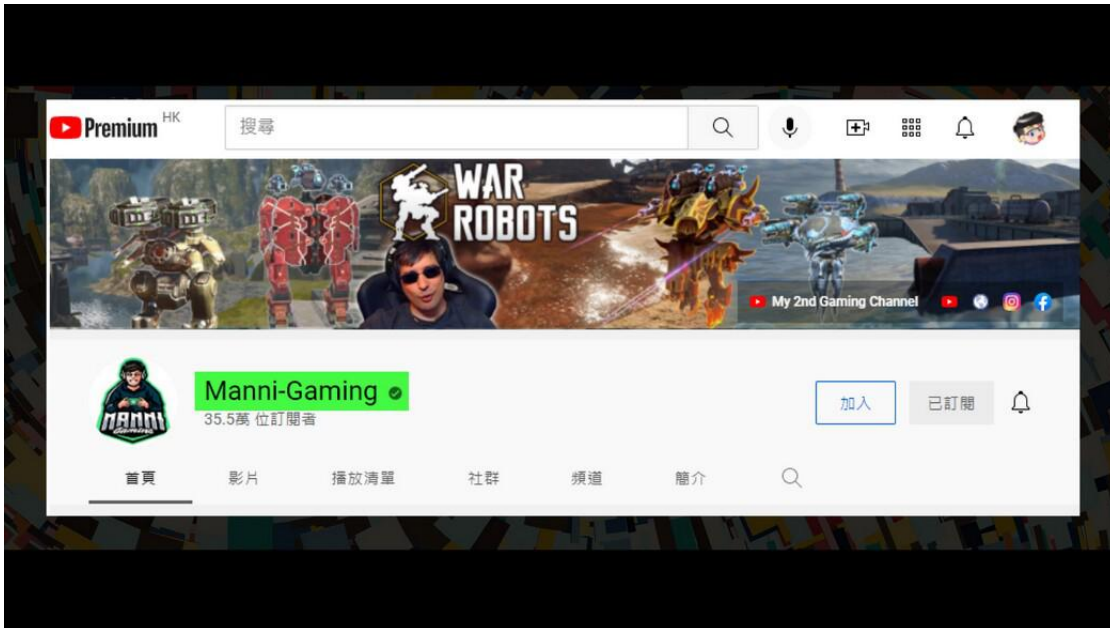 Premium HK
搜尋
WAR
ROBOTS
My 2nd Gaming Channel
Manni-Gaming
35.5萬 位訂閱者
加入
已訂閱
MANNI
Gaming
首頁
影片
播放清單
社群
頻道
簡介